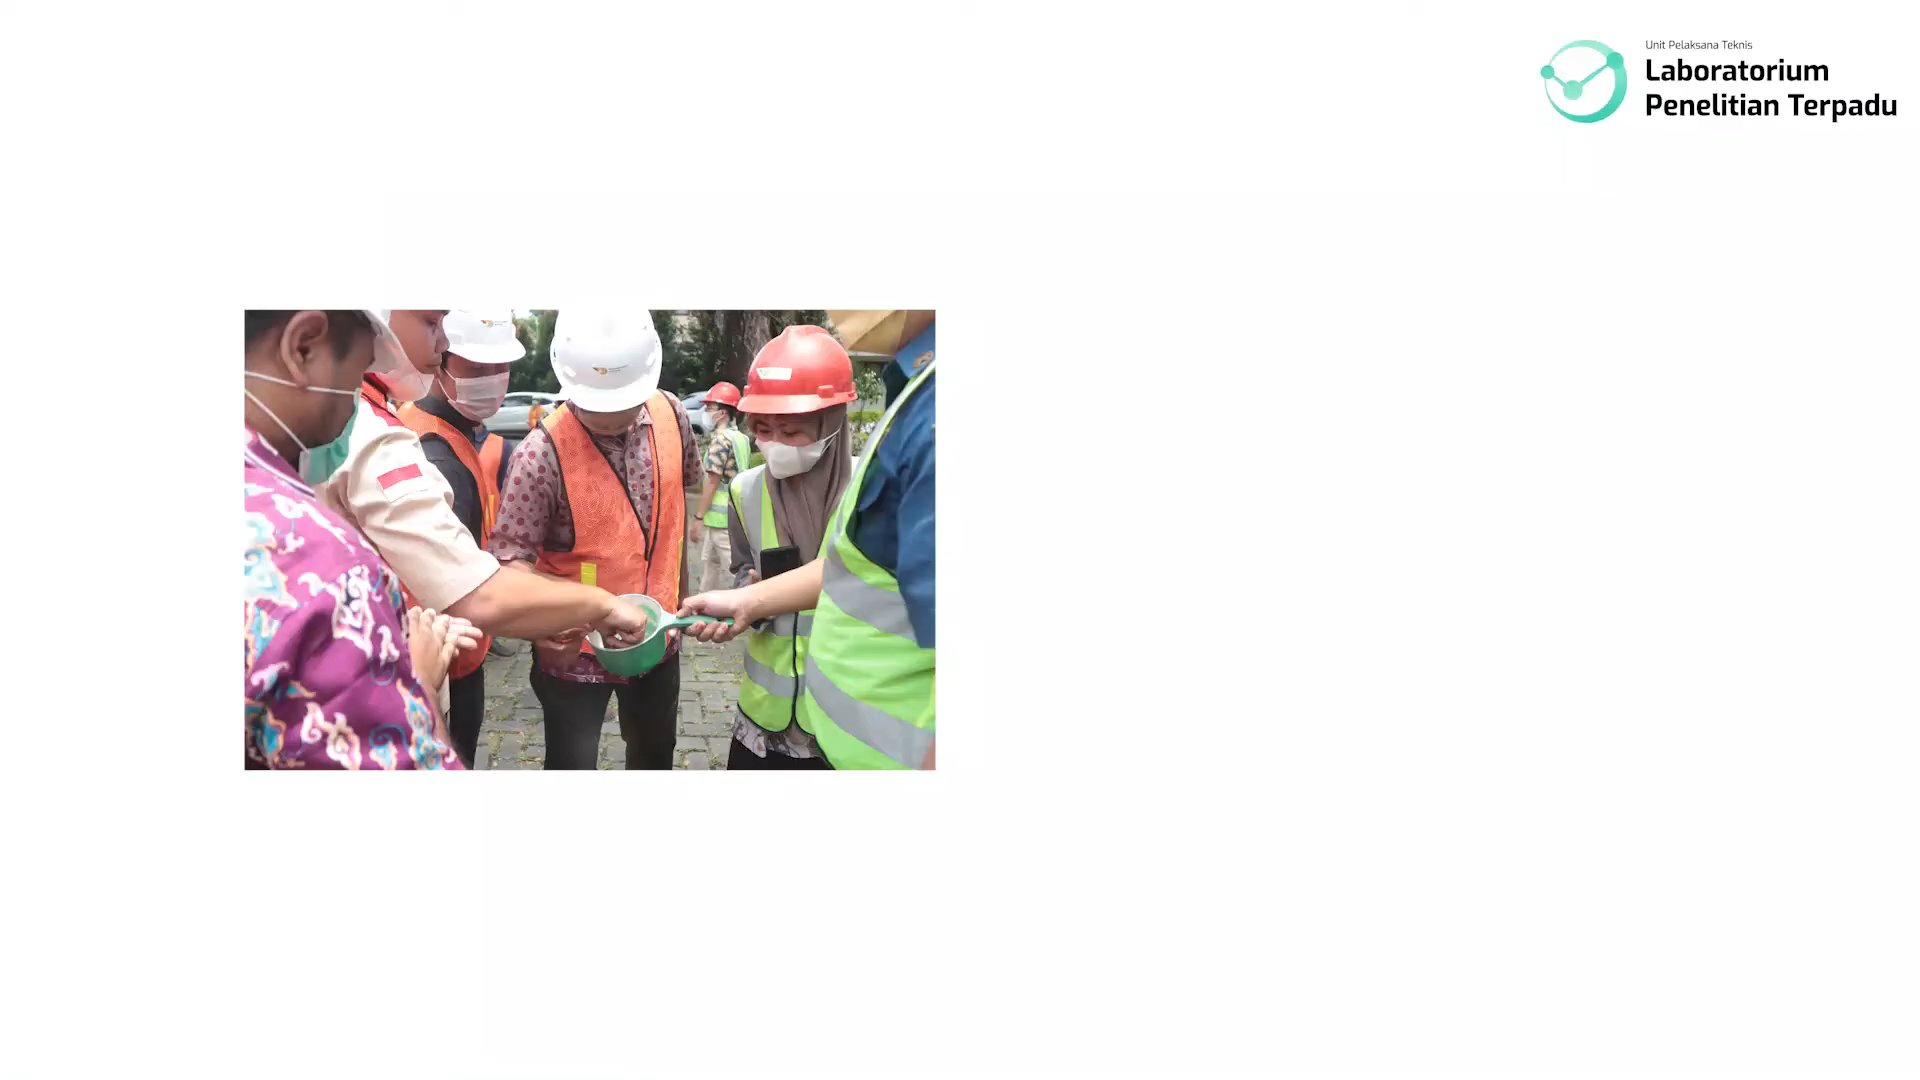 Unit Pelaksana Teknis
Laboratorium
Penelitian Terpadu